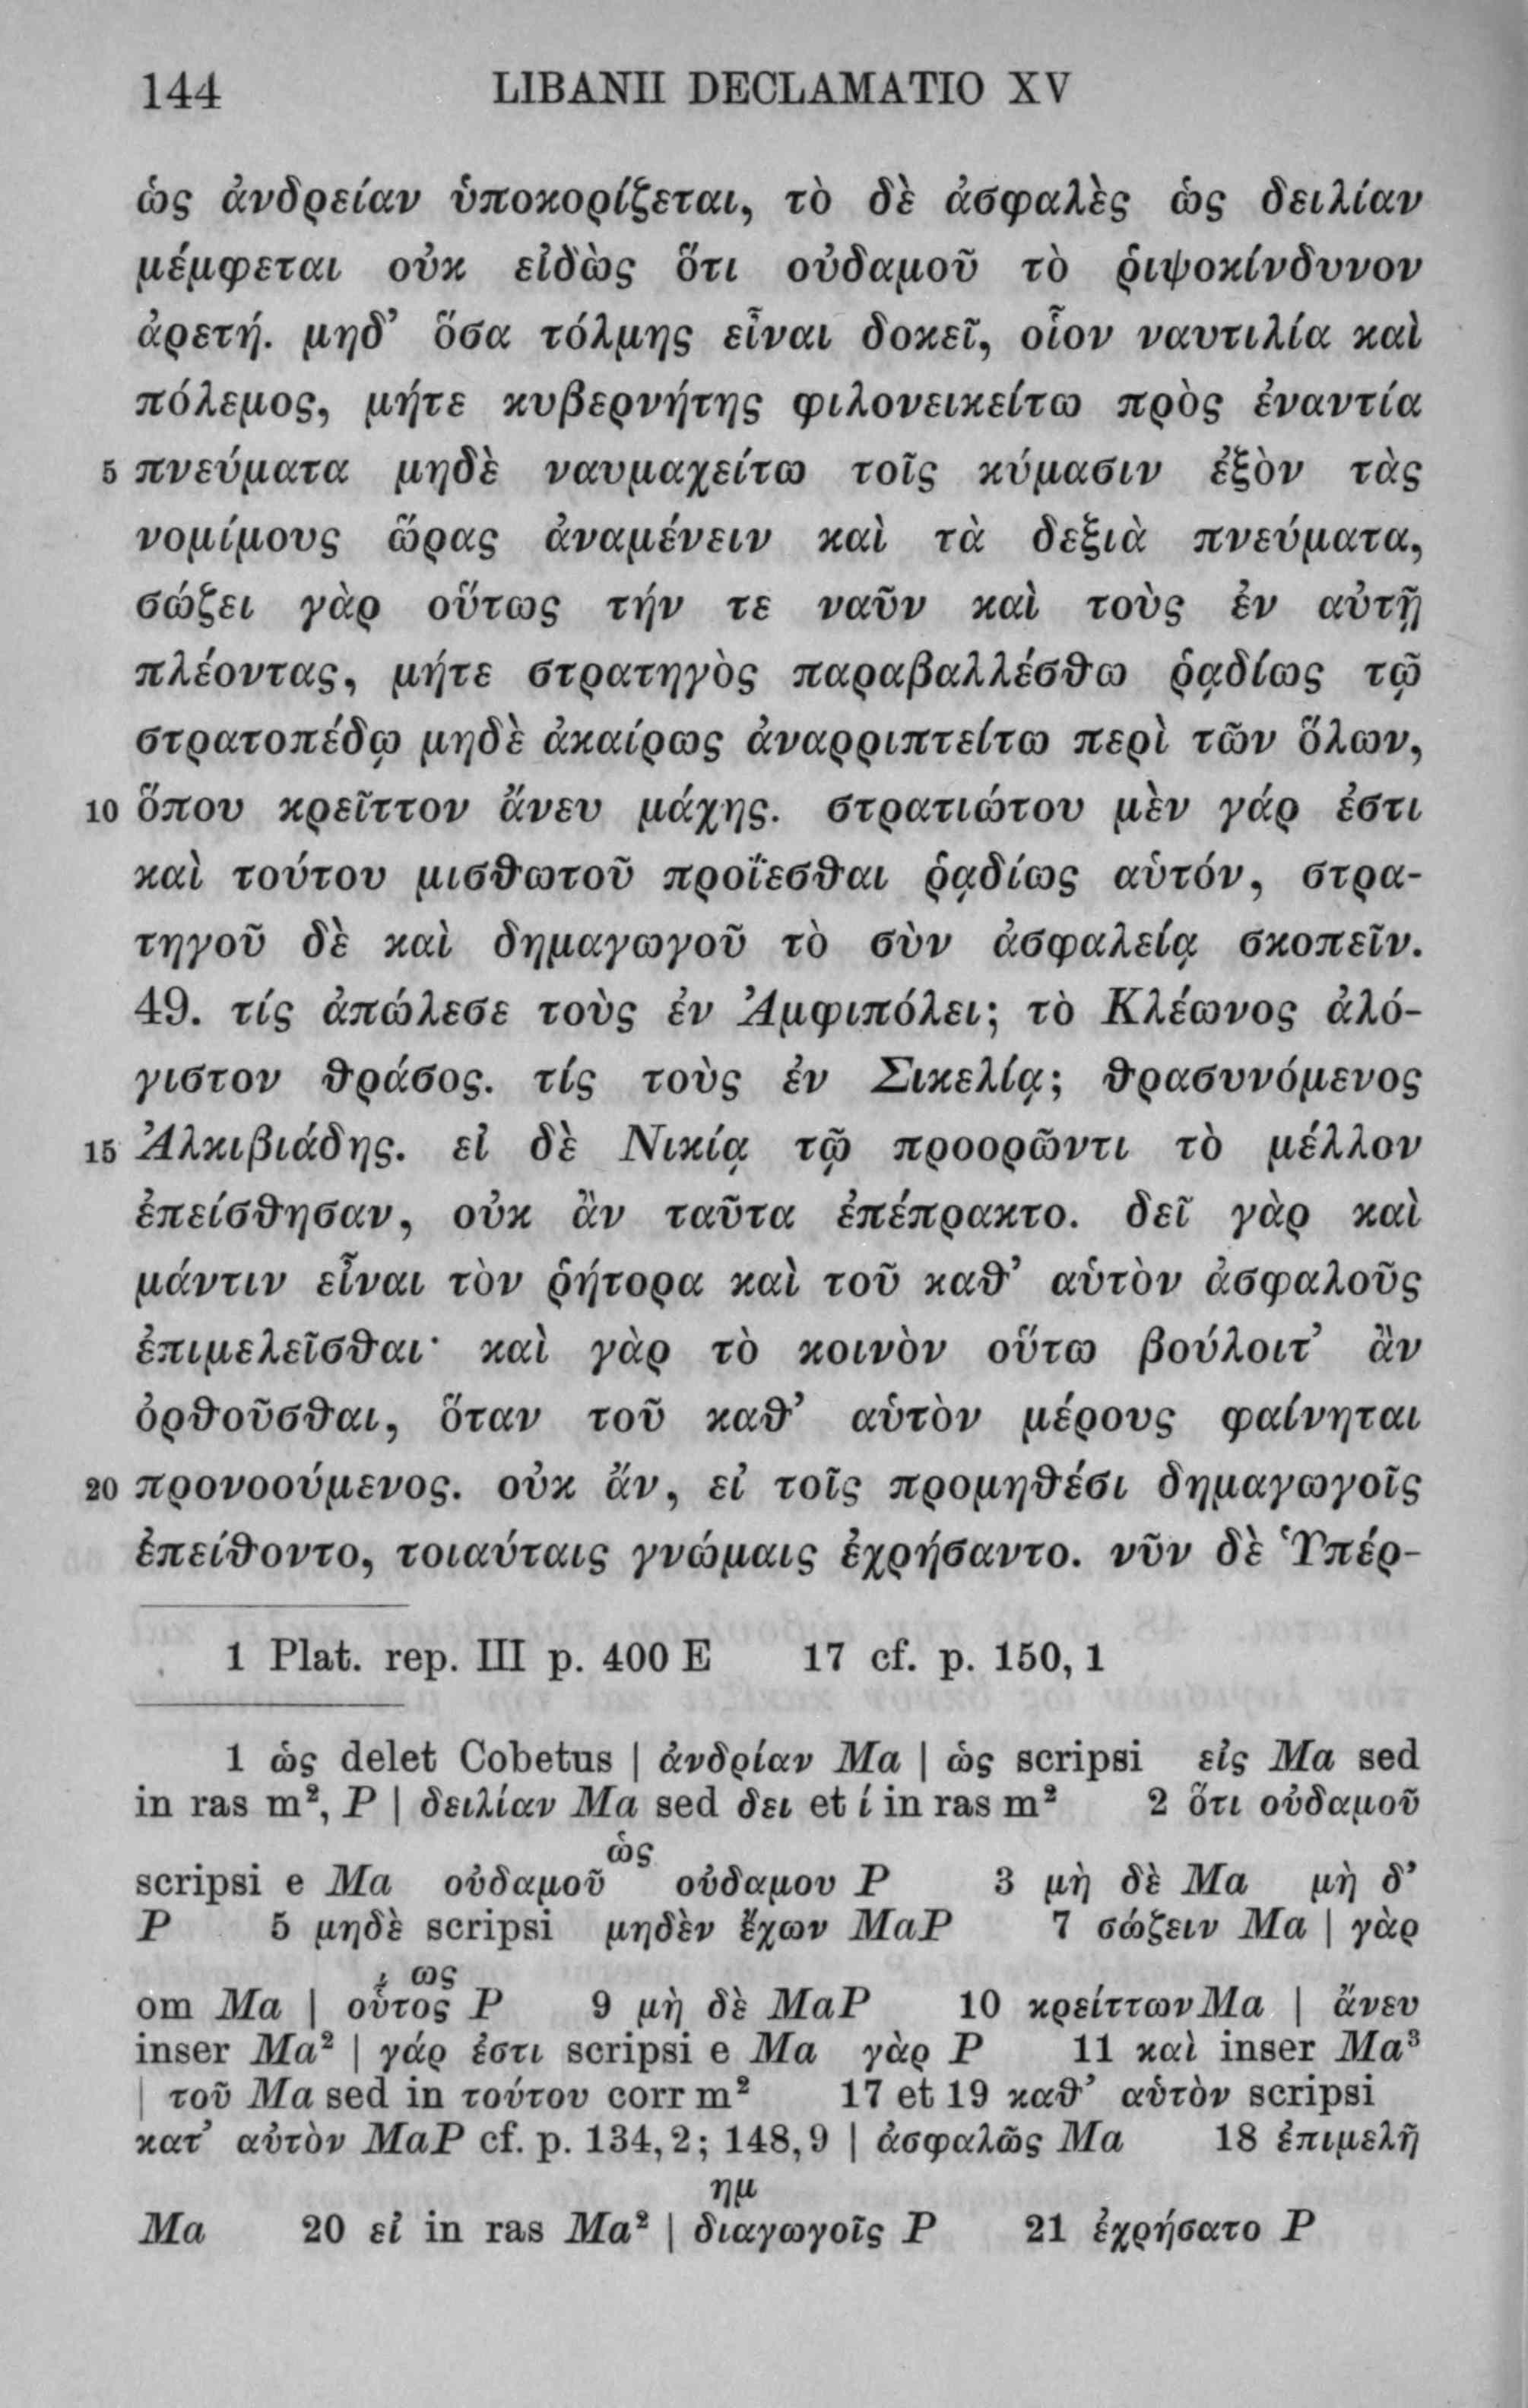 144 LIBANII DECLAMATIO XV
ὡς ἀνδρείαν ὑποκορίζεται, τὸ δὲ ἀσφαλὲς ὡς δειλίαν
μέμφεται οὐκ εἰδὼς ὅτι οὐδαμοῦ τὸ ῥιψοκίνδυνον
ἀρετή. μηδ’ ὅσα τόλμης εἶναι δοκεῖ, οἷον ναυτιλία καὶ
πόλεμος, μήτε κυβερνήτης φιλονεικείτω πρὸς ἐναντία
5 πνεύματα μηδὲ ναυμαχείτω τοῖς κύμασιν ἐξὸν τὰς
νομίμους ὥρας ἀναμένειν καὶ τὰ δεξιὰ πνεύματα,
σώζει γὰρ οὕτως τήν τε ναῦν καὶ τοὺς ἐν αὐτῇ
πλέοντας, μήτε στρατηγὸς παραβαλλέσθω ῥᾳδίως τῷ
στρατοπέδῳ μηδὲ ἀκαίρως ἀναρριπτείτω περὶ τῶν ὅλων,
10 ὅπου κρεῖττον ἄνευ μάχης. στρατιώτου μὲν γάρ ἐστι
καὶ τούτου μισθωτοῦ προΐεσθαι ῥᾳδίως αὑτόν, στρα-
τηγοῦ δὲ καὶ δημαγωγοῦ τὸ σὺν ἀσφαλείᾳ σκοπεῖν.
49. τίς ἀπώλεσε τοὺς ἐν Ἀμφιπόλει; τὸ Κλέωνος ἀλό-
γιστον θράσος. τίς τοὺς ἐν Σικελίᾳ; θρασυνόμενος
15 Ἀλκιβιάδης. εἰ δὲ Νικίᾳ τῷ προορῶντι τὸ μέλλον
ἐπείσθησαν, οὐκ ἂν ταῦτα ἐπέπρακτο. δεῖ γὰρ καὶ
μάντιν εἶναι τὸν ῥήτορα καὶ τοῦ καθ’ αὑτὸν ἀσφαλοῦς
ἐπιμελεῖσθαι· καὶ γὰρ τὸ κοινὸν οὕτω βούλοιτ’ ἂν
ὀρθοῦσθαι, ὅταν τοῦ καθ’ αὑτὸν μέρους φαίνηται
20 προνοούμενος. οὐκ ἄν, εἰ τοῖς προμηθέσι δημαγωγοῖς
ἐπείθοντο, τοιαύταις γνώμαις ἐχρήσαντο. νῦν δὲ Ὑπέρ-
1 Plat. rep. III p. 400 E 17 cf. p. 150, 1
1 ὡς delet Cobetus | ἀνδρίαν Ma | ὡς scripsi εἰς Ma sed
in ras m², P | δειλίαν Ma sed δει et ί in ras m² 2 ὅτι οὐδαμοῦ
ὡς
scripsi e Ma οὐδαμοῦ οὐδαμου P 3 μὴ δὲ Ma μὴ δ’
P 5 μηδὲ scripsi μηδὲν ἔχων MaP 7 σώζειν Ma | γὰρ
ως
om Ma | οὗτος P 9 μὴ δὲ MaP 10 κρείττων Ma | ἄνευ
inser Ma² | γάρ ἐστι scripsi e Ma γὰρ P 11 καὶ inser Ma³
| τοῦ Ma sed in τούτου corr m² 17 et 19 καθ’ αὑτὸν scripsi
κατ’ αὐτὸν MaP cf. p. 134, 2; 148, 9 | ἀσφαλῶς Ma 18 ἐπιμελῆ
ημ
Ma 20 εἰ in ras Ma² | διαγωγοῖς P 21 ἐχρήσατο P